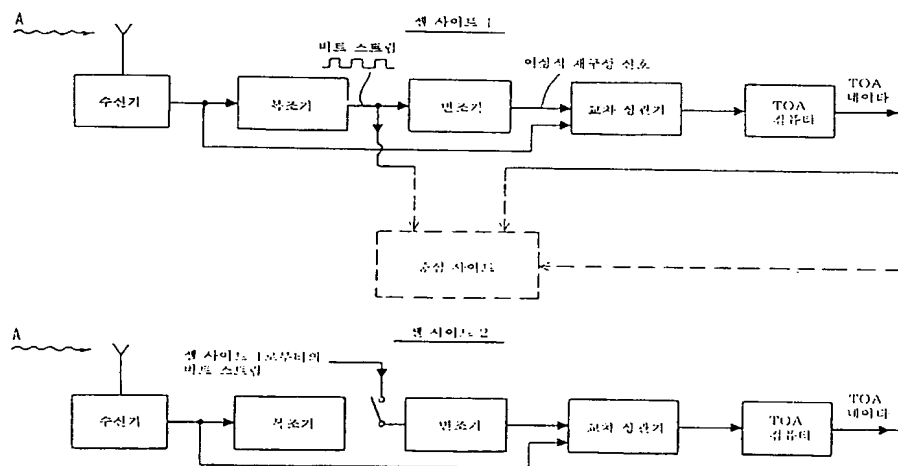 A
셀 사이트 1
비트 스트림
이상적 재구성 신호
TOA
데이타
수신기
복조기
변조기
교차 상관기
TOA
컴퓨터
중심 사이트
A
셀 사이트 2
셀 사이트 1로부터의
비트 스트림
TOA
데이타
수신기
복조기
변조기
교차 상관기
TOA
컴퓨터